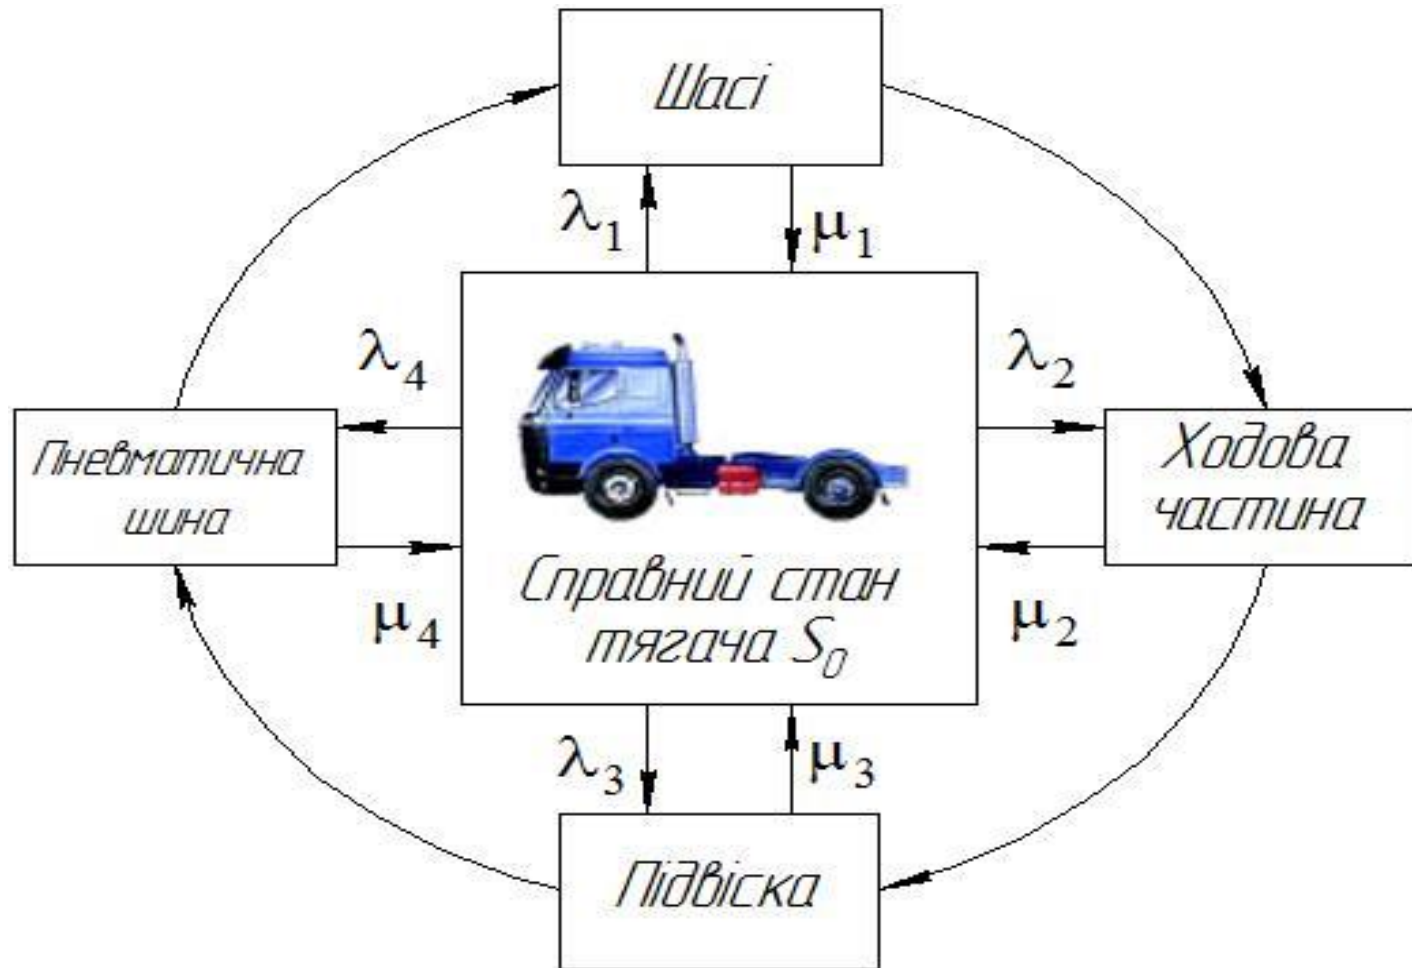 Шасі
λ1
μ1
λ4
λ2
Пневматична
шина
Ходова
частина
Справний стан
тягача S0
μ4
μ2
λ3
μ3
Підвіска